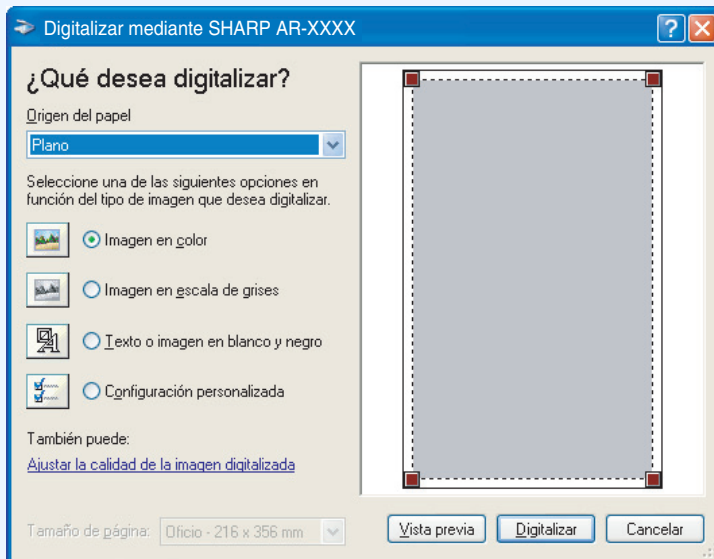 Digitalizar mediante SHARP AR-XXXX
¿Qué desea digitalizar?
Origen del papel
Plano
Seleccione una de las siguientes opciones en
función del tipo de imagen que desea digitalizar.
Imagen en color
Imagen en escala de grises
Texto o imagen en blanco y negro
Configuración personalizada
También puede:
Ajustar la calidad de la imagen digitalizada
Tamaño de página: Oficio - 216 x 356 mm
Vista previa Digitalizar Cancelar